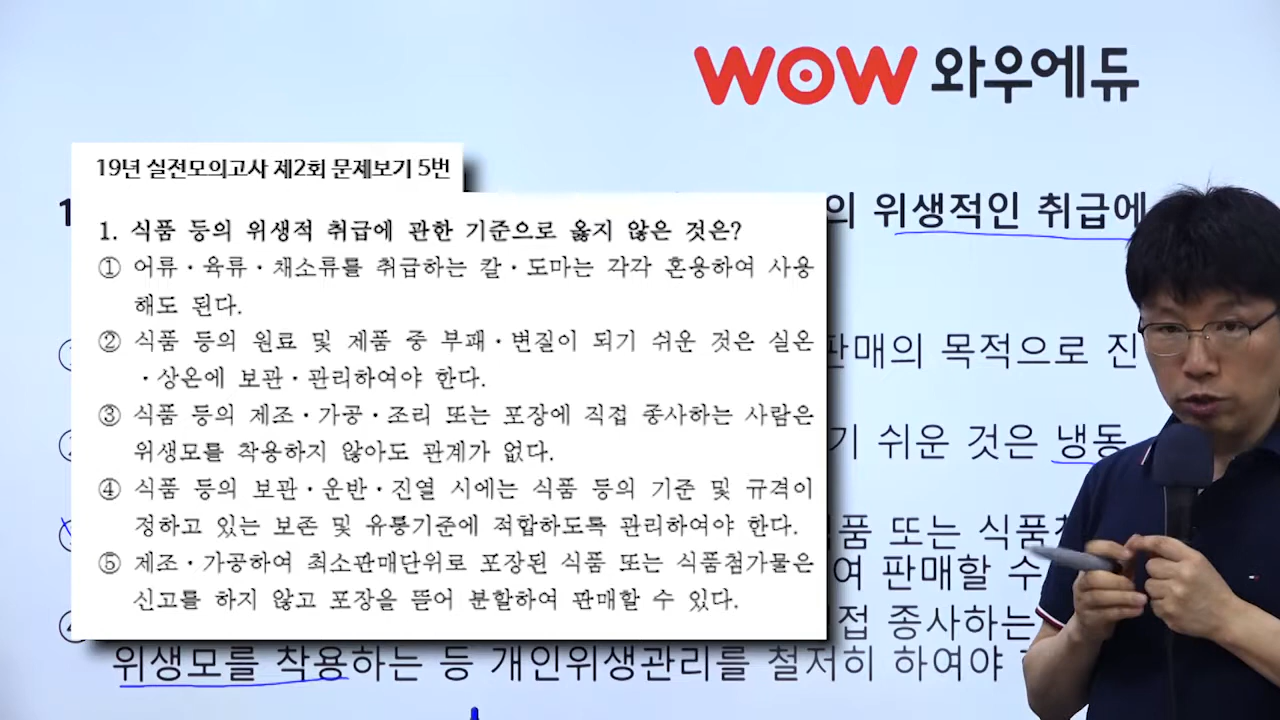 WOW 와우에듀
19년 실전모의고사 제2회 문제보기 5번
의 위생적인 취급에
1. 식품 등의 위생적 취급에 관한 기준으로 옳지 않은 것은?
① 어류·육류·채소류를 취급하는 칼·도마는 각각 혼용하여 사용
해도 된다.
② 식품 등의 원료 및 제품 중 부패·변질이 되기 쉬운 것은 실온
·상온에 보관·관리하여야 한다.
③ 식품 등의 제조·가공·조리 또는 포장에 직접 종사하는 사람은
위생모를 착용하지 않아도 관계가 없다.
④ 식품 등의 보관·운반·진열 시에는 식품 등의 기준 및 규격이
정하고 있는 보존 및 유통기준에 적합하도록 관리하여야 한다.
⑤ 제조·가공하여 최소판매단위로 포장된 식품 또는 식품첨가물은
신고를 하지 않고 포장을 뜯어 분할하여 판매할 수 있다.
판매의 목적으로 진
기 쉬운 것은 냉동
식품 또는 식품
여 판매할 수
직접 종사하는
위생모를 착용하는 등 개인위생관리를 철저히 하여야